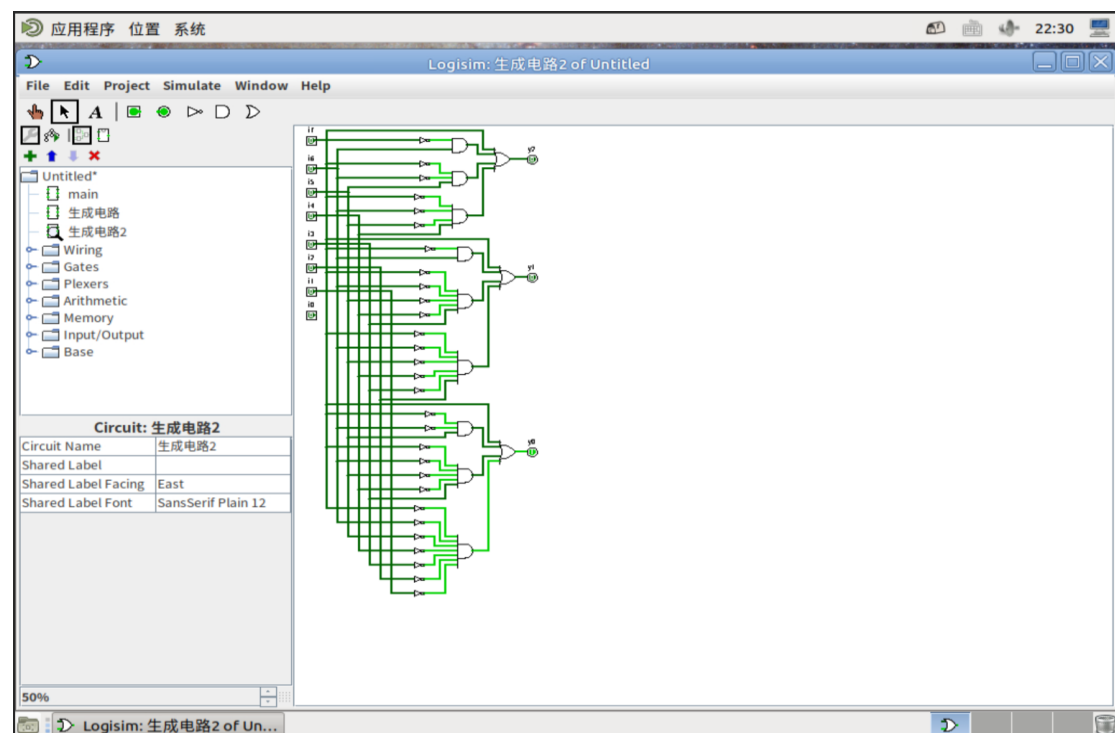 应用程序 位置 系统 22:30
Logisim: 生成电路2 of Untitled
File Edit Project Simulate Window Help
A
Untitled*
main
生成电路
生成电路2
Wiring
Gates
Plexers
Arithmetic
Memory
Input/Output
Base
Circuit: 生成电路2
Circuit Name 生成电路2
Shared Label
Shared Label Facing East
Shared Label Font SansSerif Plain 12
50%
i6
i5
i4
i3
i1
i0
y1
y0
Logisim: 生成电路2 of Un...